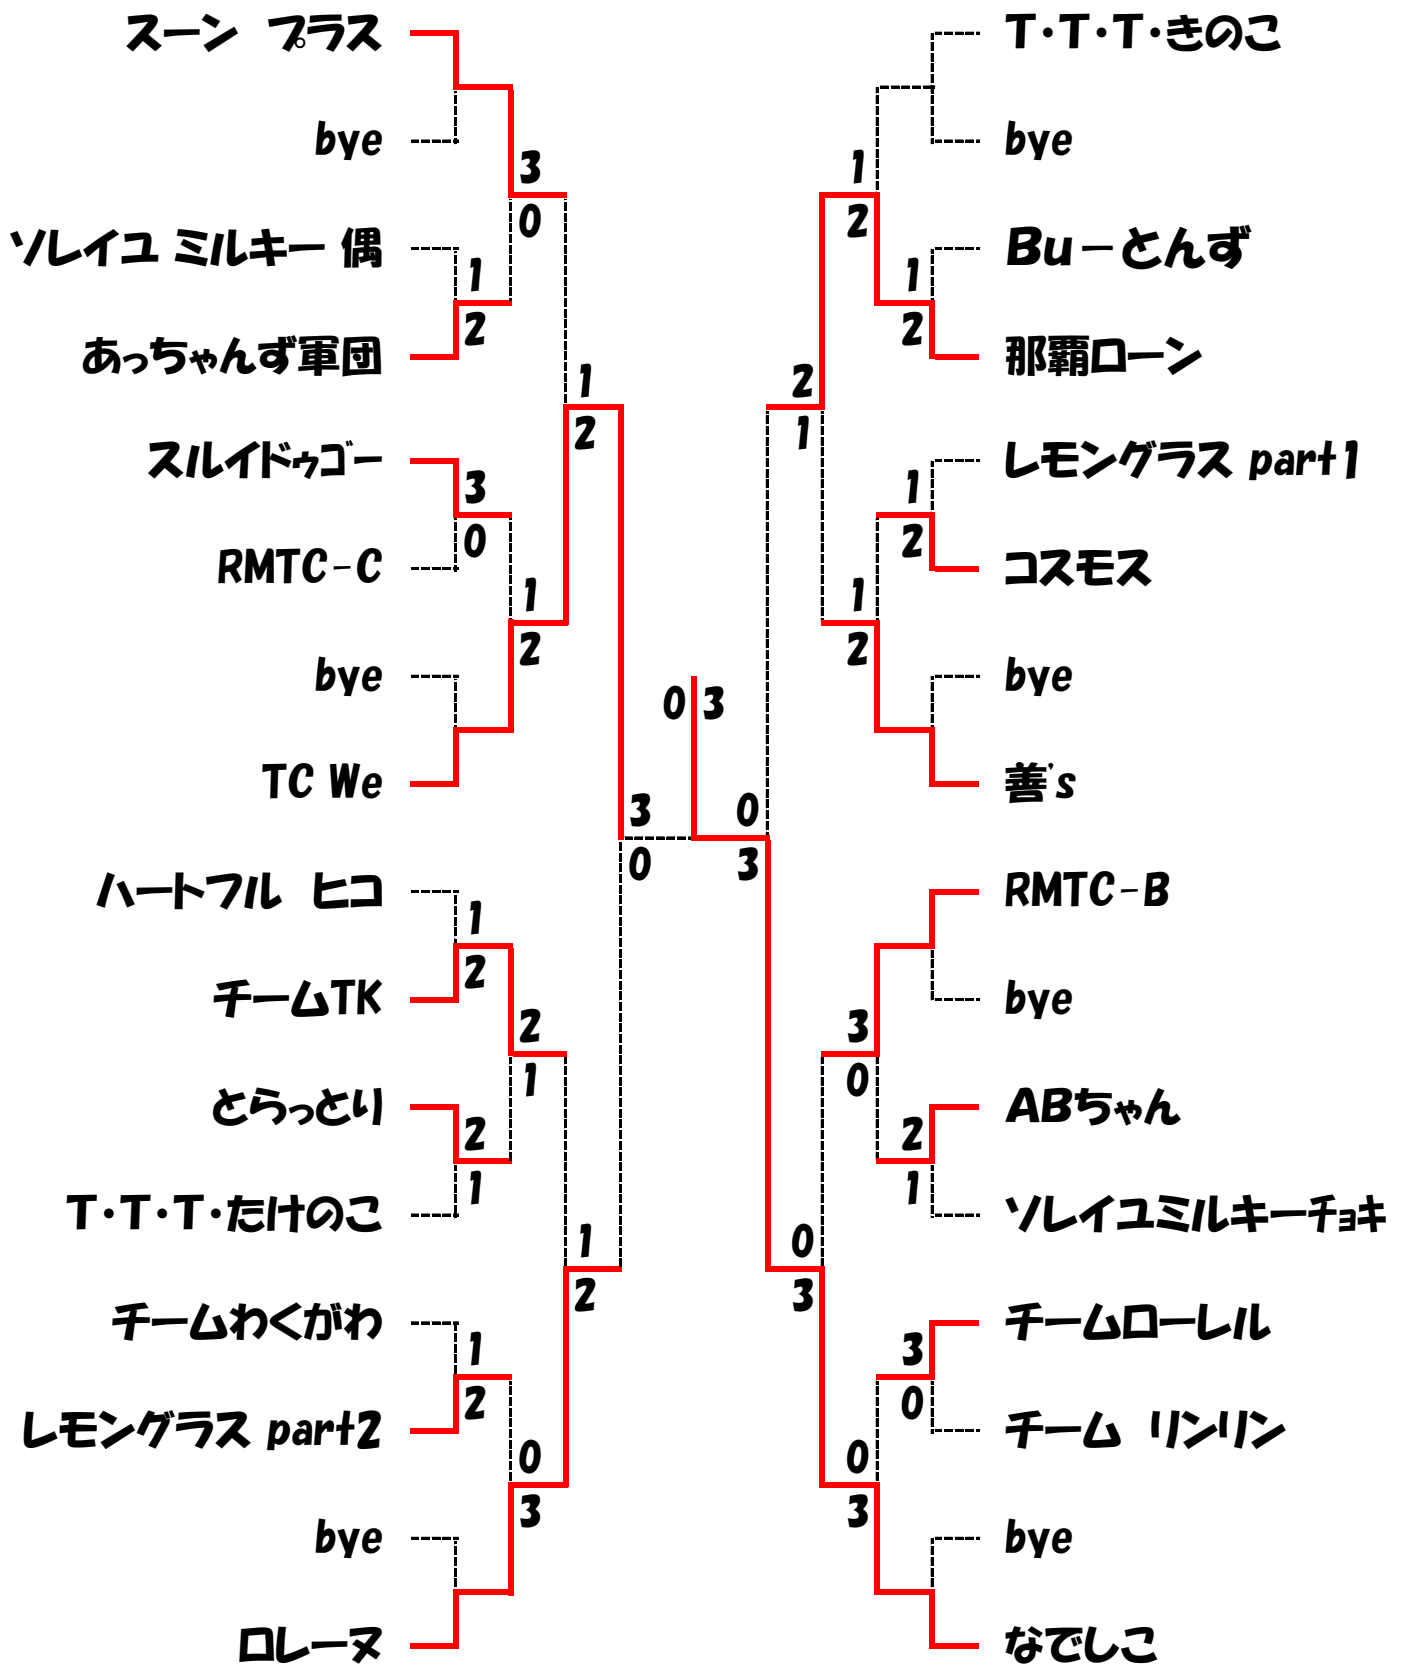 スーン プラス
T・T・T・きのこ
bye
bye
3
1
0
2
ソレイユ ミルキー 偶
Bu－とんず
1
1
2
2
あっちゃんず軍団
那覇ローン
1
2
2
1
スルイドゥゴー
レモングラス part1
3
1
0
2
RMTC-C
コスモス
1
1
2
2
bye
bye
0 3
TC We
善's
3
0
0
3
ハートフル ヒコ
RMTC-B
1
2
チームTK
bye
2
3
1
0
とらっとり
ABちゃん
2
2
1
1
T・T・T・たけのこ
ソレイユミルキーチョキ
1
0
2
3
チームわくがわ
チームローレル
1
3
2
0
レモングラス part2
チーム リンリン
0
0
3
3
bye
bye
ロレーヌ
なでしこ